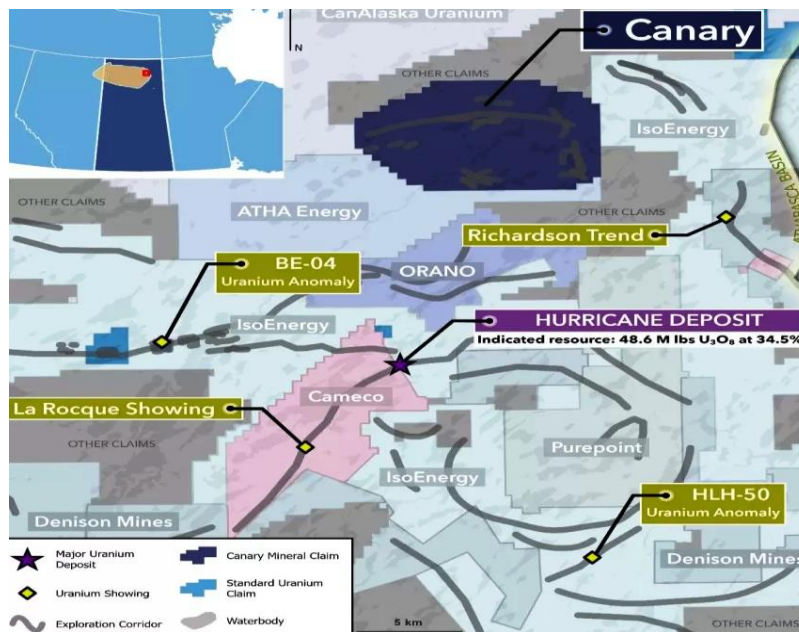 CanAlaska Uranium
N
Canary
OTHER CLAIMS
IsoEnergy
OTHER CLAIMS
ATHA Energy
OTHER CLAIMS
Richardson Trend
BE-04
Uranium Anomaly
ORANO
IsoEnergy
HURRICANE DEPOSIT
Indicated resource: 48.6 M lbs U₃O₈ at 34.5%
Cameco
La Rocque Showing
OTHER CLAIMS
Purepoint
IsoEnergy
HLH-50
Uranium Anomaly
Denison Mines
Denison Mines
Major Uranium
Deposit
Canary Mineral Claim
Uranium Showing
Standard Uranium
Claim
Exploration Corridor
Waterbody
5 km
OTHER CLAIMS